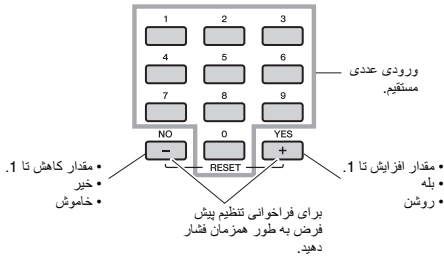 1 2 3
4 5 6
ورودی عددی
مستقیم.
7 8 9
NO 0 YES
– +
RESET
• مقدار کاهش تا 1.
• خیر
• خاموش
• مقدار افزایش تا 1.
• بله
• روشن
برای فراخوانی تنظیم پیش
فرض به طور همزمان فشار
دهید.